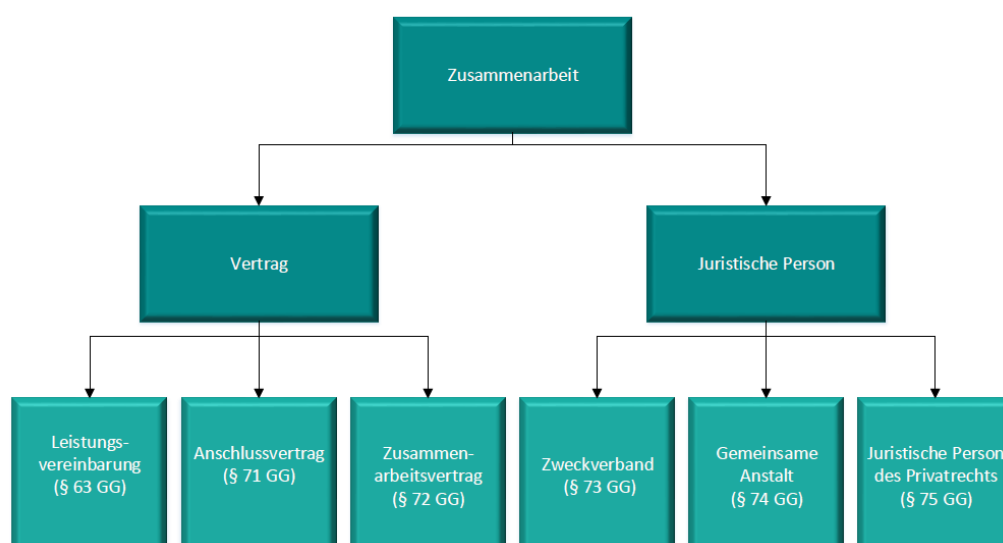 Zusammenarbeit
Vertrag
Juristische Person
Leistungs-
vereinbarung
(§ 63 GG)
Anschlussvertrag
(§ 71 GG)
Zusammen-
arbeitsvertrag
(§ 72 GG)
Zweckverband
(§ 73 GG)
Gemeinsame
Anstalt
(§ 74 GG)
Juristische Person
des Privatrechts
(§ 75 GG)